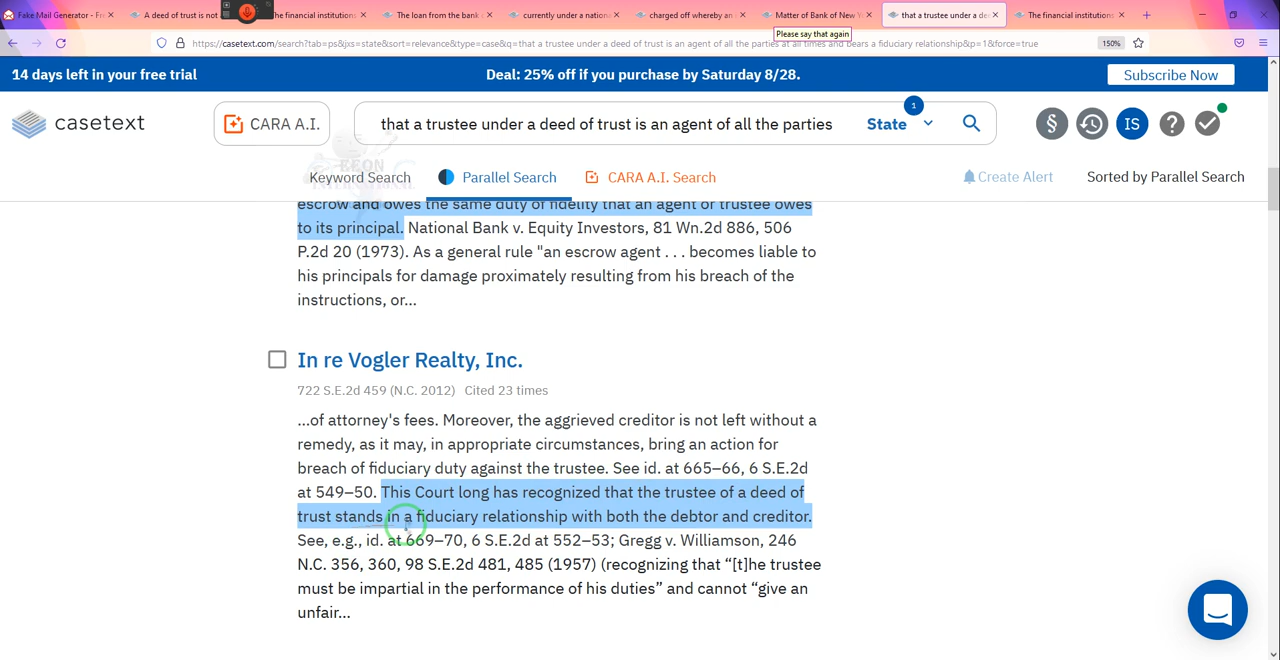 Fake Mail Generator - Fr
A deed of trust is not
The financial institutions
The loan from the bank
currently under a nation
charged off whereby an
Matter of Bank of New Y
that a trustee under a de
The financial institutions
Please say that again
https://casetext.com/search?tab=ps&jxs=state&sort=relevance&type=case&q=that a trustee under a deed of trust is an agent of all the parties at all times and bears a fiduciary relationship&p=1&force=true
150%
14 days left in your free trial
Deal: 25% off if you purchase by Saturday 8/28.
Subscribe Now
casetext
CARA A.I.
that a trustee under a deed of trust is an agent of all the parties
State
1
§
IS
?
EEON
INTERNATIONAL
Keyword Search
Parallel Search
CARA A.I. Search
Create Alert
Sorted by Parallel Search
escrow and owes the same duty of fidelity that an agent or trustee owes
to its principal. National Bank v. Equity Investors, 81 Wn.2d 886, 506
P.2d 20 (1973). As a general rule "an escrow agent . . . becomes liable to
his principals for damage proximately resulting from his breach of the
instructions, or...
In re Vogler Realty, Inc.
722 S.E.2d 459 (N.C. 2012) Cited 23 times
...of attorney's fees. Moreover, the aggrieved creditor is not left without a
remedy, as it may, in appropriate circumstances, bring an action for
breach of fiduciary duty against the trustee. See id. at 665–66, 6 S.E.2d
at 549–50. This Court long has recognized that the trustee of a deed of
trust stands in a fiduciary relationship with both the debtor and creditor.
See, e.g., id. at 669–70, 6 S.E.2d at 552–53; Gregg v. Williamson, 246
N.C. 356, 360, 98 S.E.2d 481, 485 (1957) (recognizing that “[t]he trustee
must be impartial in the performance of his duties” and cannot “give an
unfair...